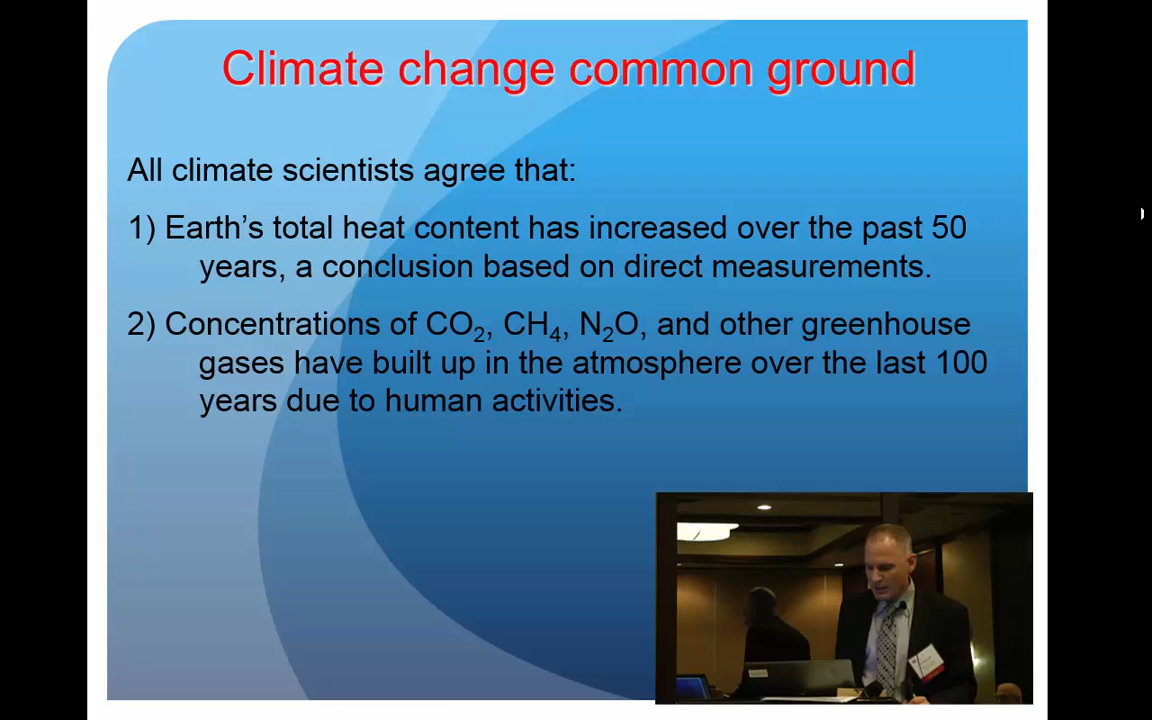 Climate change common ground
All climate scientists agree that:
1) Earth’s total heat content has increased over the past 50
years, a conclusion based on direct measurements.
2) Concentrations of CO₂, CH₄, N₂O, and other greenhouse
gases have built up in the atmosphere over the last 100
years due to human activities.